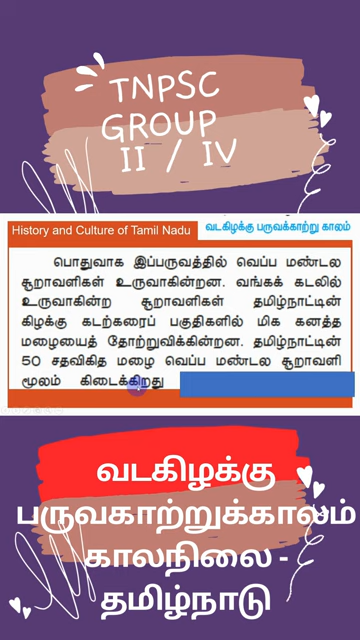 TNPSC
GROUP
II / IV
History and Culture of Tamil Nadu
வடகிழக்கு பருவக்காற்று காலம்
பொதுவாக இப்பருவத்தில் வெப்ப மண்டல
சூறாவளிகள் உருவாகின்றன. வங்கக் கடலில்
உருவாகின்ற சூறாவளிகள் தமிழ்நாட்டின்
கிழக்கு கடற்கரைப் பகுதிகளில் மிக கனத்த
மழையைத் தோற்றுவிக்கின்றன. தமிழ்நாட்டின்
50 சதவிகித மழை வெப்ப மண்டல சூறாவளி
மூலம் கிடைக்கிறது
வடகிழக்கு
பருவகாற்றுக்காலம்
காலநிலை -
தமிழ்நாடு